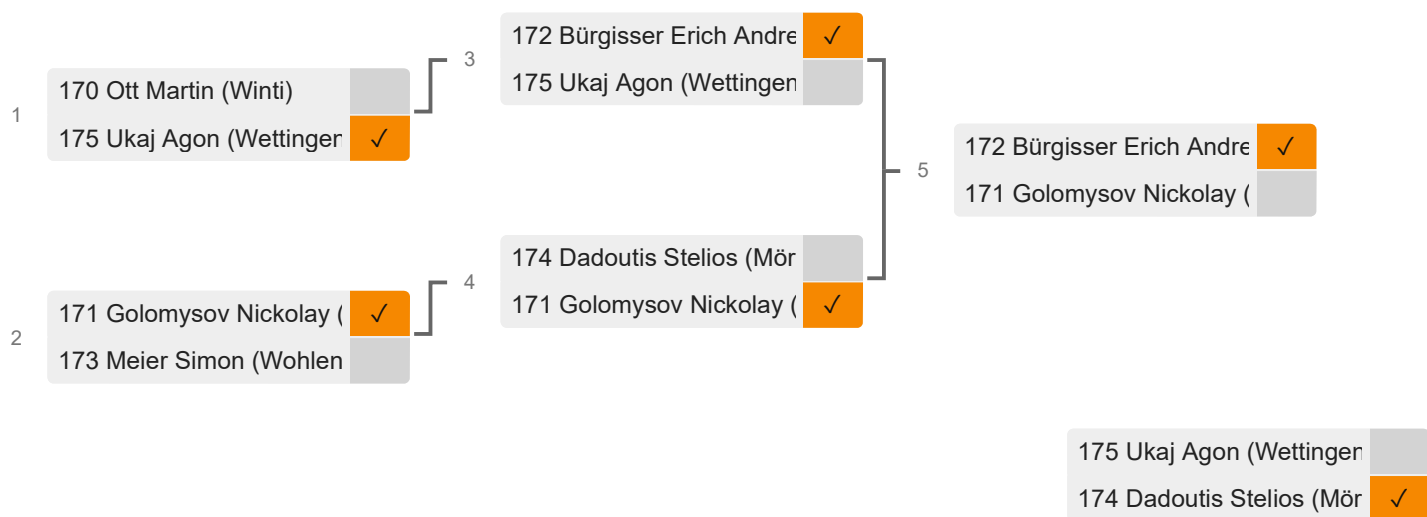 172 Bürgisser Erich Andre ✓
3
175 Ukaj Agon (Wettingen
170 Ott Martin (Winti)
1
175 Ukaj Agon (Wettingen ✓
172 Bürgisser Erich Andre ✓
5
171 Golomysov Nickolay (
174 Dadoutis Stelios (Mör
4
171 Golomysov Nickolay ( ✓
171 Golomysov Nickolay ( ✓
2
173 Meier Simon (Wohlen
175 Ukaj Agon (Wettingen
174 Dadoutis Stelios (Mör ✓